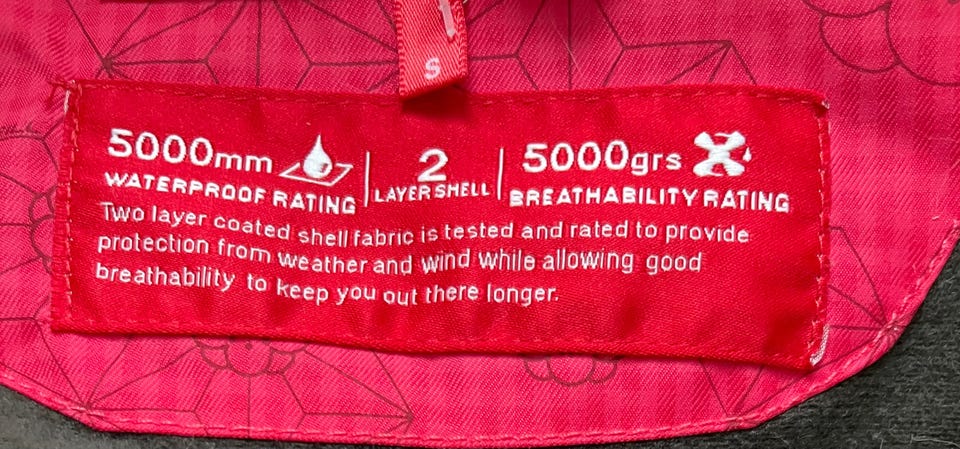 S
5000mm
WATERPROOF RATING
2
LAYER SHELL
5000grs
BREATHABILITY RATING
Two layer coated shell fabric is tested and rated to provide
protection from weather and wind while allowing good
breathability to keep you out there longer.